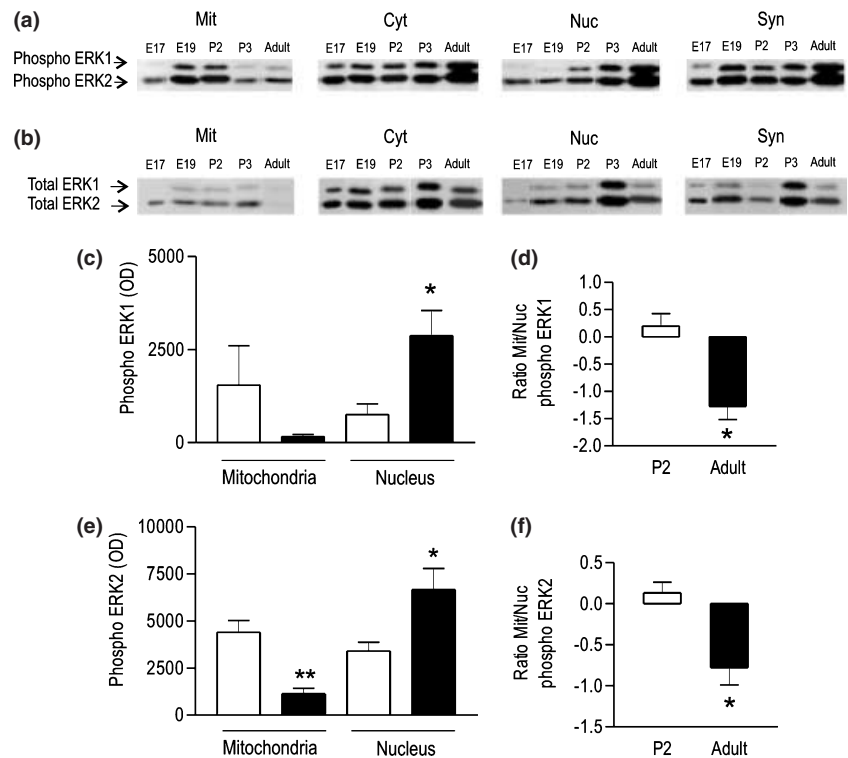 (a)
Mit Cyt Nuc Syn
E17 E19 P2 P3 Adult E17 E19 P2 P3 Adult E17 E19 P2 P3 Adult E17 E19 P2 P3 Adult
Phospho ERK1
Phospho ERK2
(b)
Mit Cyt Nuc Syn
E17 E19 P2 P3 Adult E17 E19 P2 P3 Adult E17 E19 P2 P3 Adult E17 E19 P2 P3 Adult
Total ERK1
Total ERK2
(c)
Phospho ERK1 (OD)
5000
2500
0
*
Mitochondria Nucleus
(d)
Ratio Mit/Nuc
phospho ERK1
1.0
0.5
0.0
-0.5
-1.0
-1.5
-2.0
*
P2 Adult
(e)
Phospho ERK2 (OD)
10000
7500
5000
2500
0
**
*
Mitochondria Nucleus
(f)
Ratio Mit/Nuc
phospho ERK2
0.5
0.0
-0.5
-1.0
-1.5
*
P2 Adult